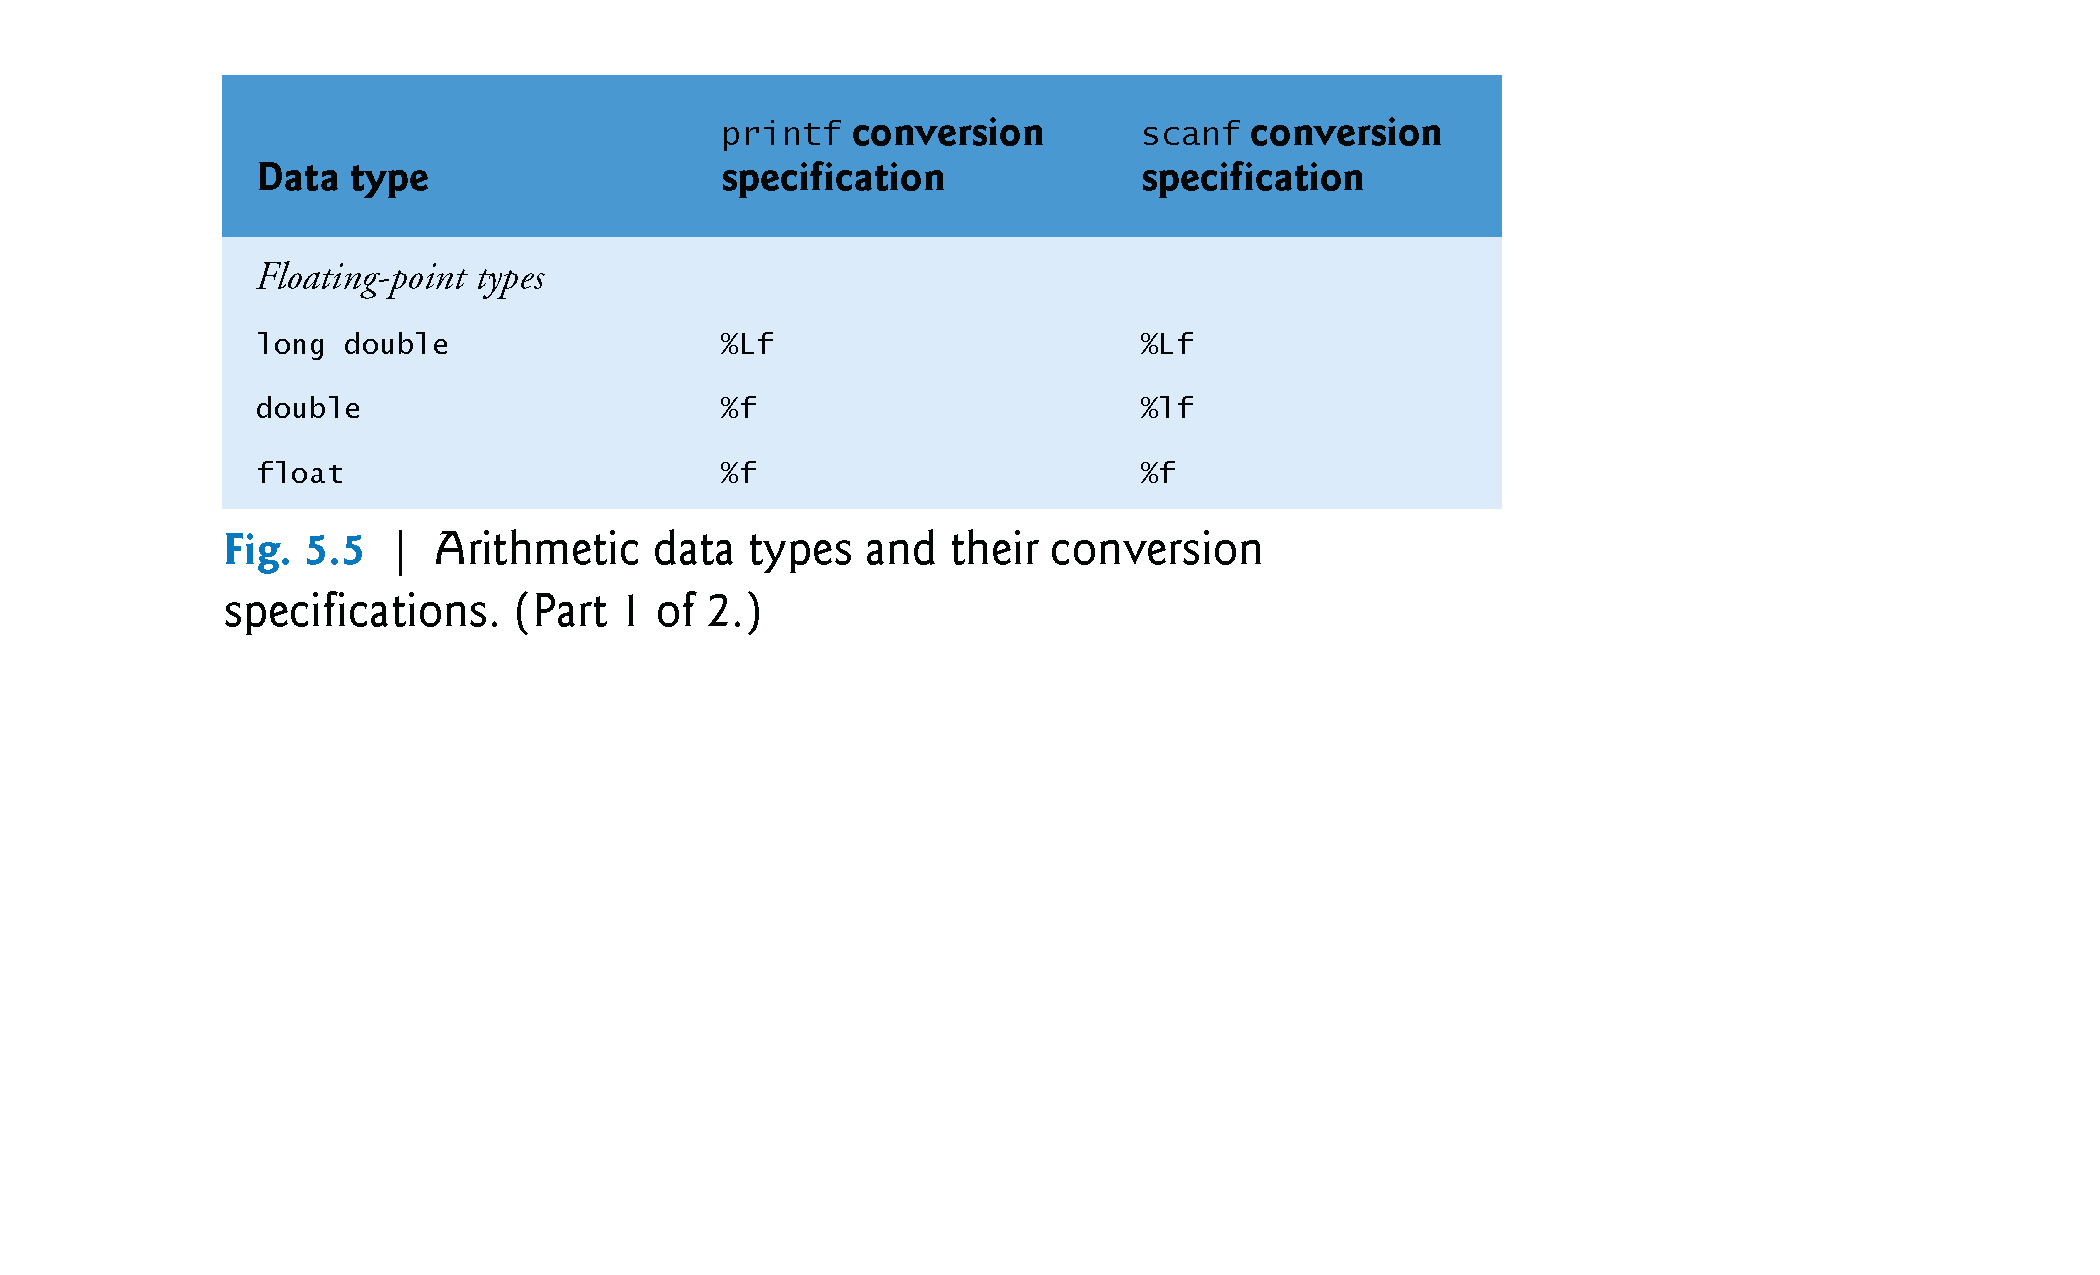 printf conversion scanf conversion
Data type specification specification
Floating-point types
long double %Lf %Lf
double %f %lf
float %f %f
Fig. 5.5 | Arithmetic data types and their conversion
specifications. (Part 1 of 2.)